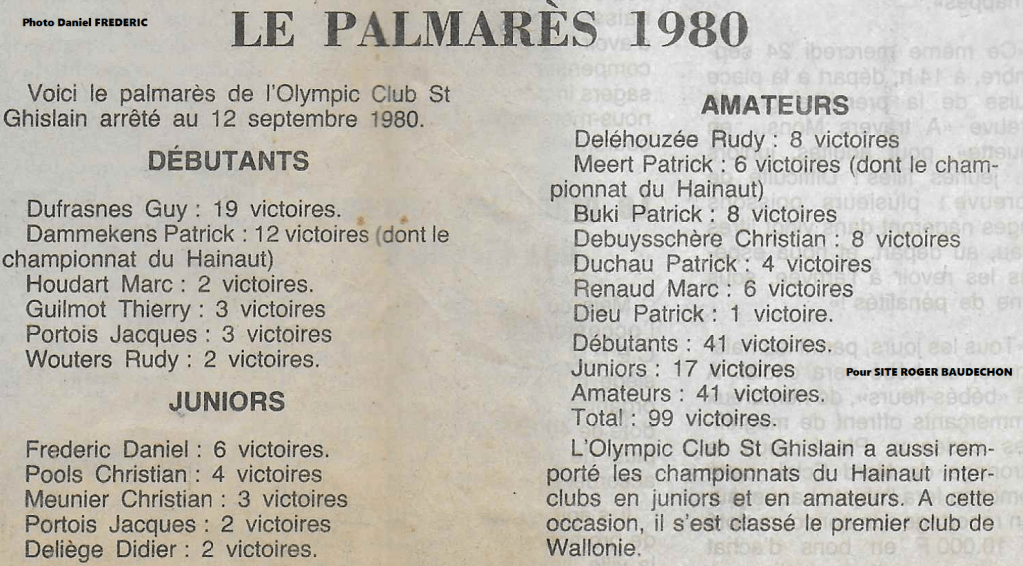 Photo Daniel FREDERIC
LE PALMARÈS 1980
Voici le palmarès de l'Olympic Club St
Ghislain arrêté au 12 septembre 1980.
DÉBUTANTS
Dufrasnes Guy : 19 victoires.
Dammekens Patrick : 12 victoires (dont le
championnat du Hainaut)
Houdart Marc : 2 victoires.
Guilmot Thierry : 3 victoires
Portois Jacques : 3 victoires
Wouters Rudy : 2 victoires.
JUNIORS
Frederic Daniel : 6 victoires.
Pools Christian : 4 victoires
Meunier Christian : 3 victoires
Portois Jacques : 2 victoires
Deliège Didier : 2 victoires.
AMATEURS
Deléhouzée Rudy : 8 victoires
Meert Patrick : 6 victoires (dont le cham-
pionnat du Hainaut)
Buki Patrick : 8 victoires
Debuysschère Christian : 8 victoires
Duchau Patrick : 4 victoires
Renaud Marc : 6 victoires
Dieu Patrick : 1 victoire.
Débutants : 41 victoires.
Juniors : 17 victoires
Pour SITE ROGER BAUDECHON
Amateurs : 41 victoires.
Total : 99 victoires.
L'Olympic Club St Ghislain a aussi rem-
porté les championnats du Hainaut inter-
clubs en juniors et en amateurs. A cette
occasion, il s'est classé le premier club de
Wallonie.